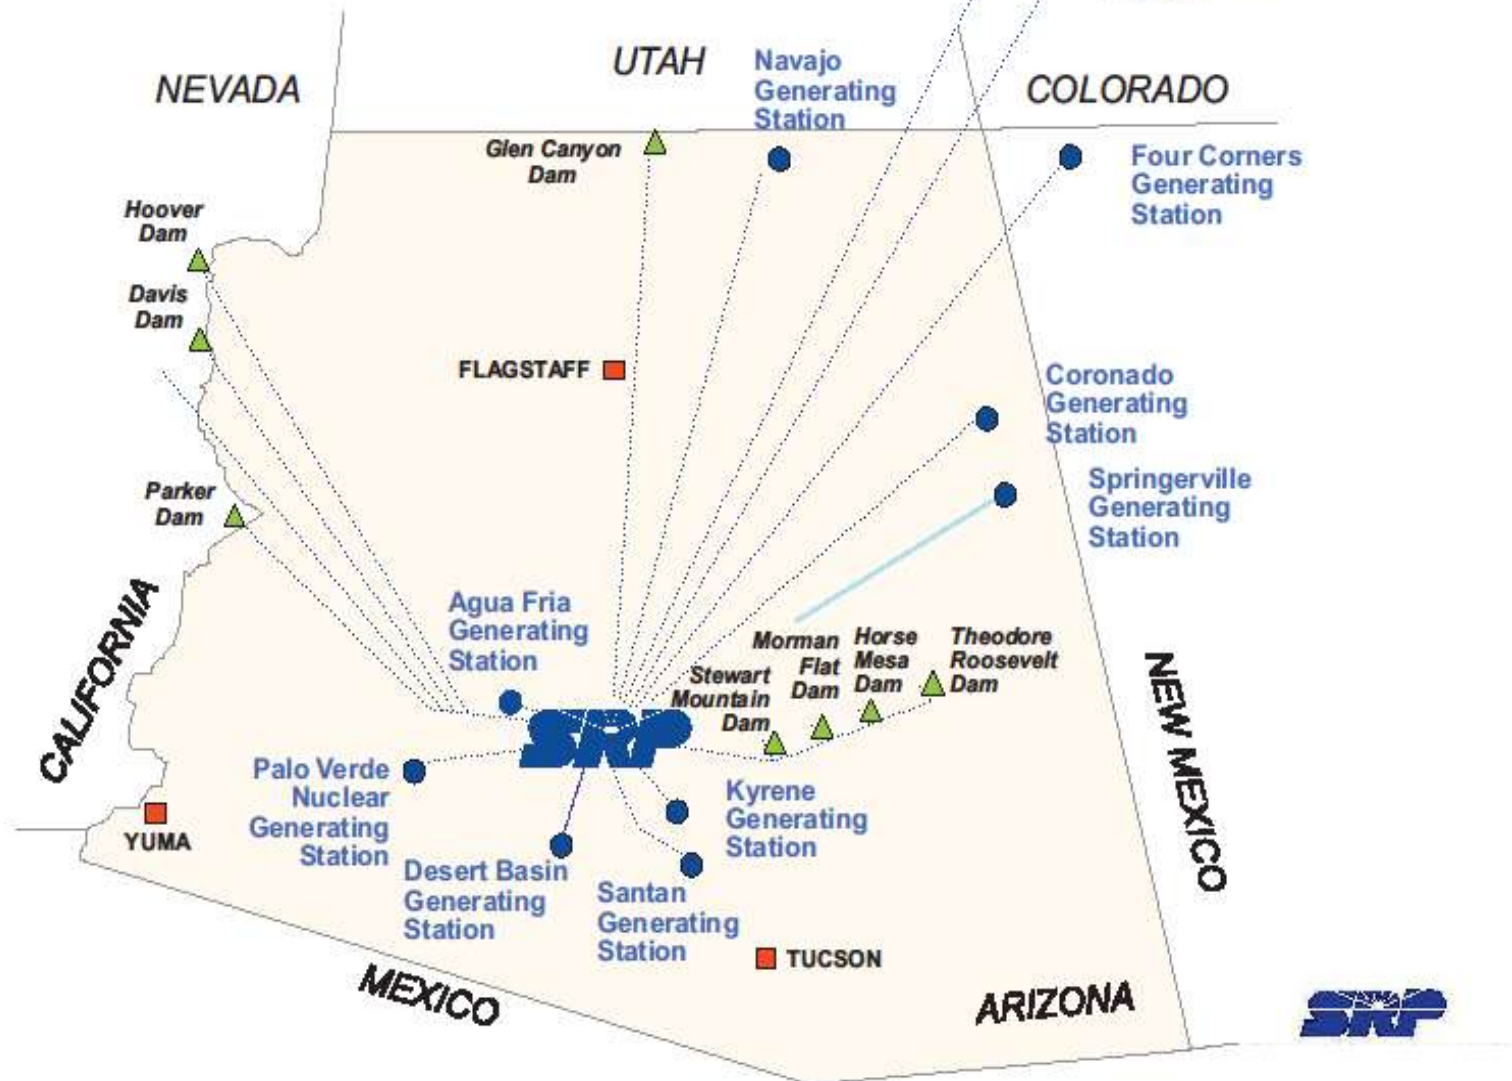 NEVADA
UTAH
Navajo
Generating
Station
COLORADO
Glen Canyon
Dam
Four Corners
Generating
Station
Hoover
Dam
Davis
Dam
FLAGSTAFF
Coronado
Generating
Station
Parker
Dam
Springerville
Generating
Station
CALIFORNIA
Agua Fria
Generating
Station
Stewart
Mountain
Dam
Morman
Flat
Dam
Horse
Mesa
Dam
Theodore
Roosevelt
Dam
NEW MEXICO
SRP
Palo Verde
Nuclear
Generating
Station
YUMA
Kyrene
Generating
Station
Desert Basin
Generating
Station
Santan
Generating
Station
TUCSON
MEXICO
ARIZONA
SRP